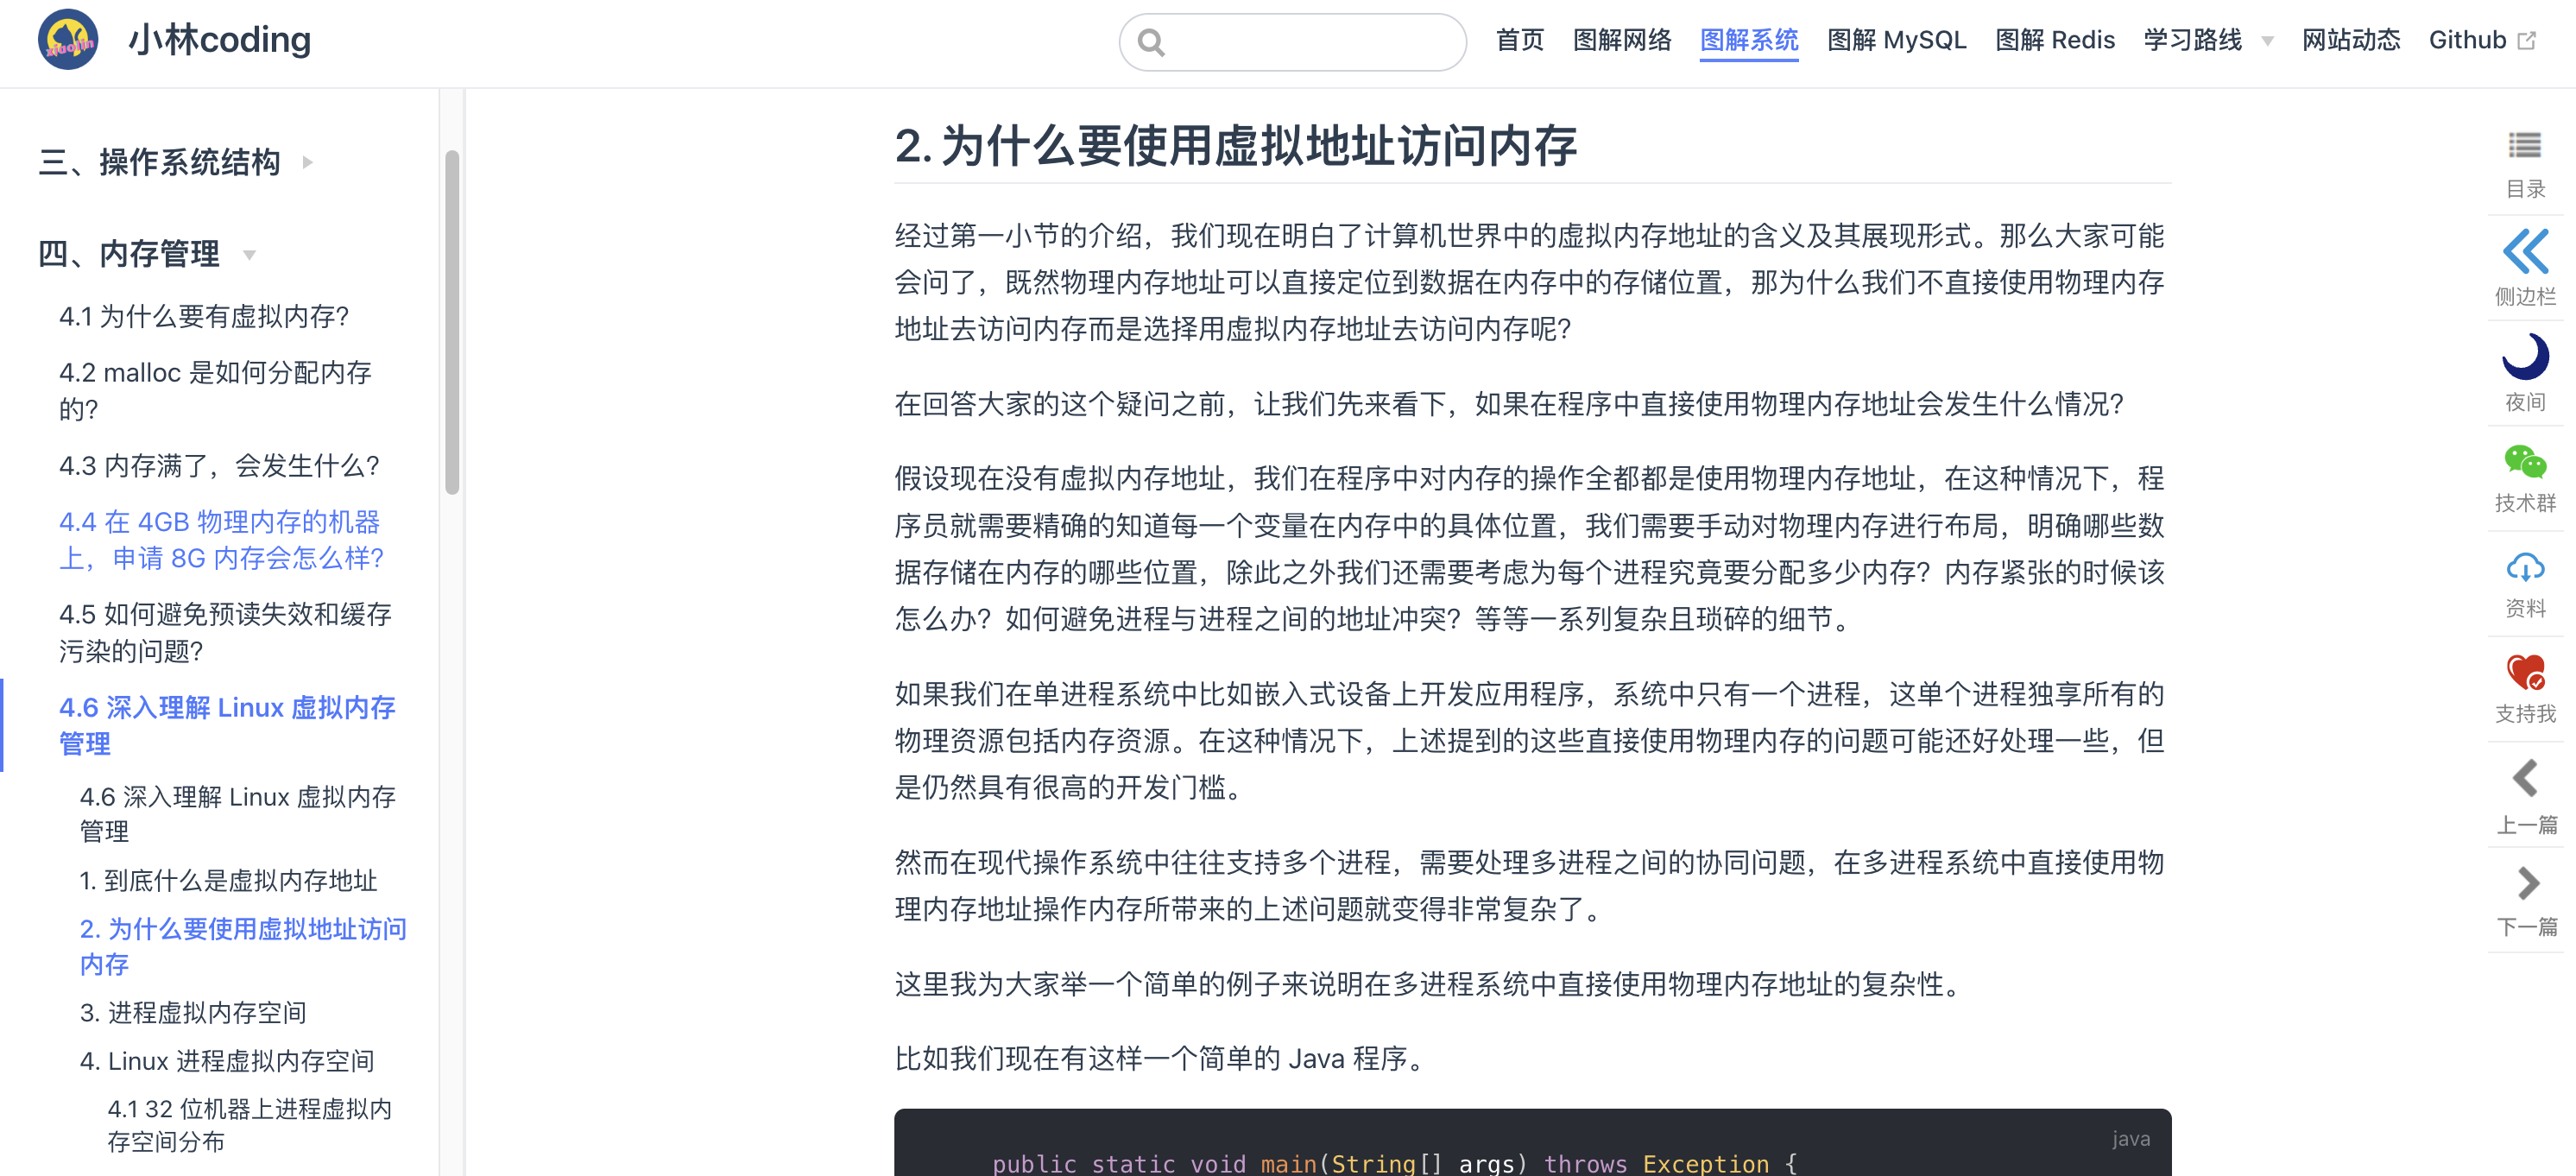 小林coding
首页 图解网络 图解系统 图解 MySQL 图解 Redis 学习路线 网站动态 Github
三、操作系统结构
四、内存管理
4.1 为什么要有虚拟内存?
4.2 malloc 是如何分配内存
的?
4.3 内存满了，会发生什么?
4.4 在 4GB 物理内存的机器
上，申请 8G 内存会怎么样?
4.5 如何避免预读失效和缓存
污染的问题?
4.6 深入理解 Linux 虚拟内存
管理
4.6 深入理解 Linux 虚拟内存
管理
1. 到底什么是虚拟内存地址
2. 为什么要使用虚拟地址访问
内存
3. 进程虚拟内存空间
4. Linux 进程虚拟内存空间
4.1 32 位机器上进程虚拟内
存空间分布
2. 为什么要使用虚拟地址访问内存
经过第一小节的介绍，我们现在明白了计算机世界中的虚拟内存地址的含义及其展现形式。那么大家可能
会问了，既然物理内存地址可以直接定位到数据在内存中的存储位置，那为什么我们不直接使用物理内存
地址去访问内存而是选择用虚拟内存地址去访问内存呢?
在回答大家的这个疑问之前，让我们先来看下，如果在程序中直接使用物理内存地址会发生什么情况?
假设现在没有虚拟内存地址，我们在程序中对内存的操作全都都是使用物理内存地址，在这种情况下，程
序员就需要精确的知道每一个变量在内存中的具体位置，我们需要手动对物理内存进行布局，明确哪些数
据存储在内存的哪些位置，除此之外我们还需要考虑为每个进程究竟要分配多少内存？内存紧张的时候该
怎么办？如何避免进程与进程之间的地址冲突？等等一系列复杂且琐碎的细节。
如果我们在单进程系统中比如嵌入式设备上开发应用程序，系统中只有一个进程，这单个进程独享所有的
物理资源包括内存资源。在这种情况下，上述提到的这些直接使用物理内存的问题可能还好处理一些，但
是仍然具有很高的开发门槛。
然而在现代操作系统中往往支持多个进程，需要处理多进程之间的协同问题，在多进程系统中直接使用物
理内存地址操作内存所带来的上述问题就变得非常复杂了。
这里我为大家举一个简单的例子来说明在多进程系统中直接使用物理内存地址的复杂性。
比如我们现在有这样一个简单的 Java 程序。
java
public static void main(String[] args) throws Exception {
目录
侧边栏
夜间
技术群
资料
支持我
上一篇
下一篇